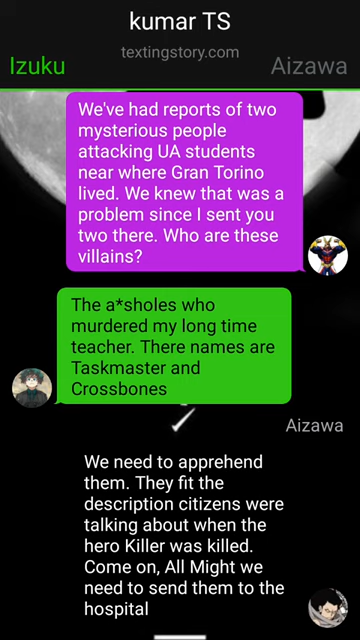 kumar TS
textingstory.com
Izuku
Aizawa
We've had reports of two
mysterious people
attacking UA students
near where Gran Torino
lived. We knew that was a
problem since I sent you
two there. Who are these
villains?
The a*sholes who
murdered my long time
teacher. There names are
Taskmaster and
Crossbones
Aizawa
We need to apprehend
them. They fit the
description citizens were
talking about when the
hero Killer was killed.
Come on, All Might we
need to send them to the
hospital